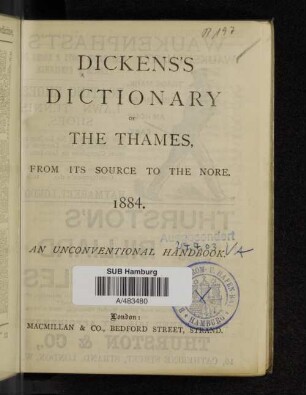 DICKENS'S
DICTIONARY
OF
THE THAMES,
FROM ITS SOURCE TO THE NORE.
1884.
AN UNCONVENTIONAL HANDBOOK.
SUB Hamburg
A/483480
London:
MACMILLAN & CO., BEDFORD STREET, STRAND.